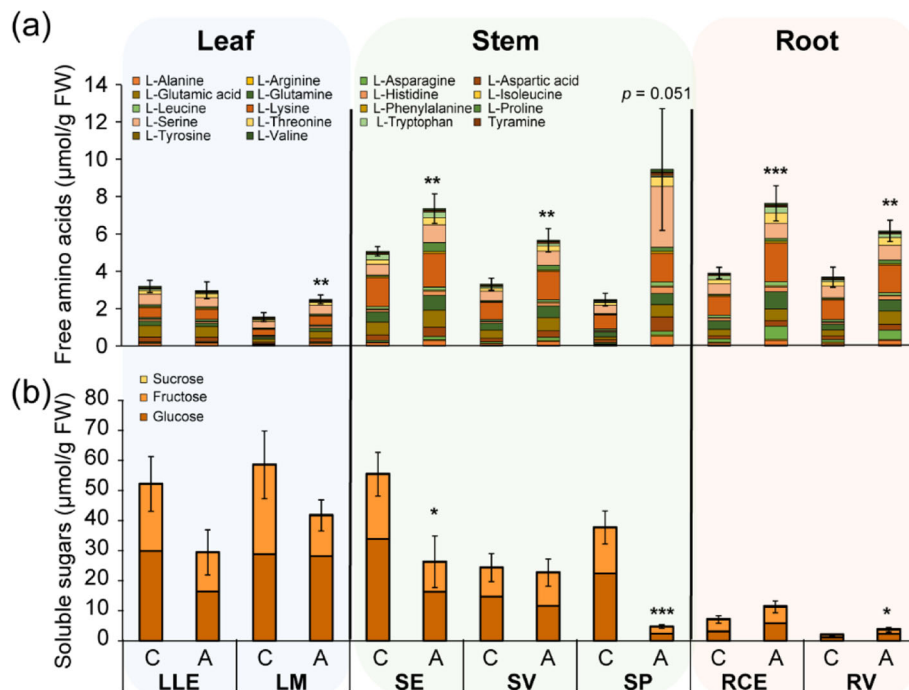 (a)
Leaf Stem Root
14
12
10
8
6
4
2
0
Free amino acids (µmol/g FW)
L-Alanine L-Arginine L-Asparagine L-Aspartic acid
L-Glutamic acid L-Glutamine L-Histidine L-Isoleucine
L-Leucine L-Lysine L-Phenylalanine L-Proline
L-Serine L-Threonine L-Tryptophan Tyramine
L-Tyrosine L-Valine
p = 0.051
** ** ** *** **
(b)
Sucrose
Fructose
Glucose
80
70
60
50
40
30
20
10
0
Soluble sugars (µmol/g FW)
* *** *
C A C A C A C A C A C A C A
LLE LM SE SV SP RCE RV